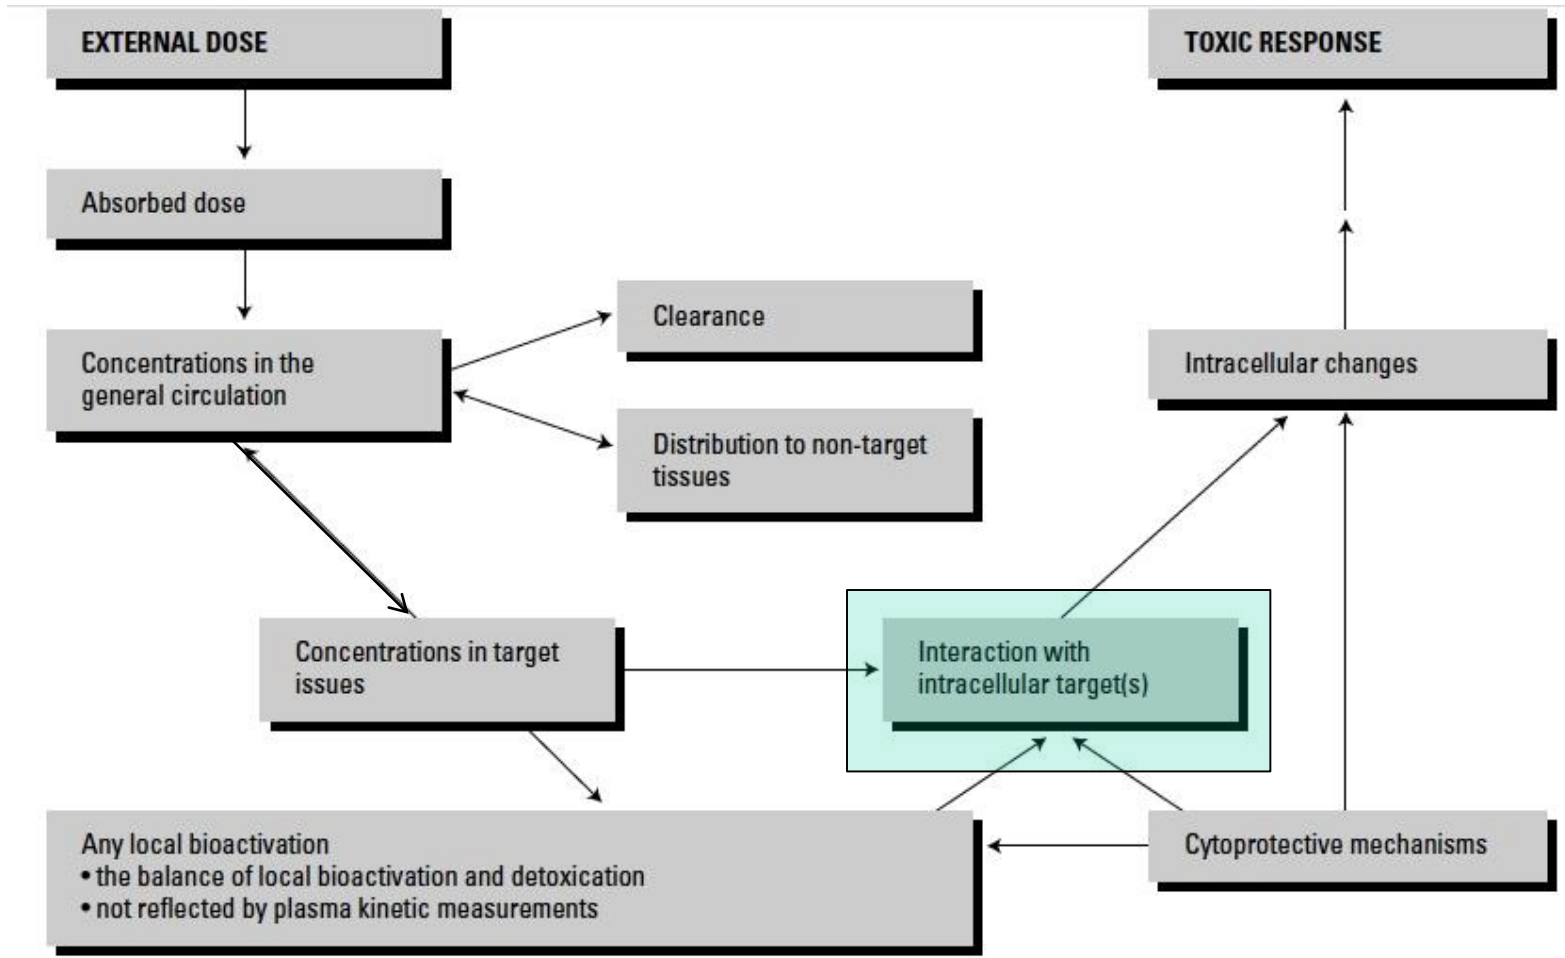 EXTERNAL DOSE
TOXIC RESPONSE
Absorbed dose
Clearance
Concentrations in the
general circulation
Intracellular changes
Distribution to non-target
tissues
Concentrations in target
issues
Interaction with
intracellular target(s)
Any local bioactivation
• the balance of local bioactivation and detoxication
• not reflected by plasma kinetic measurements
Cytoprotective mechanisms